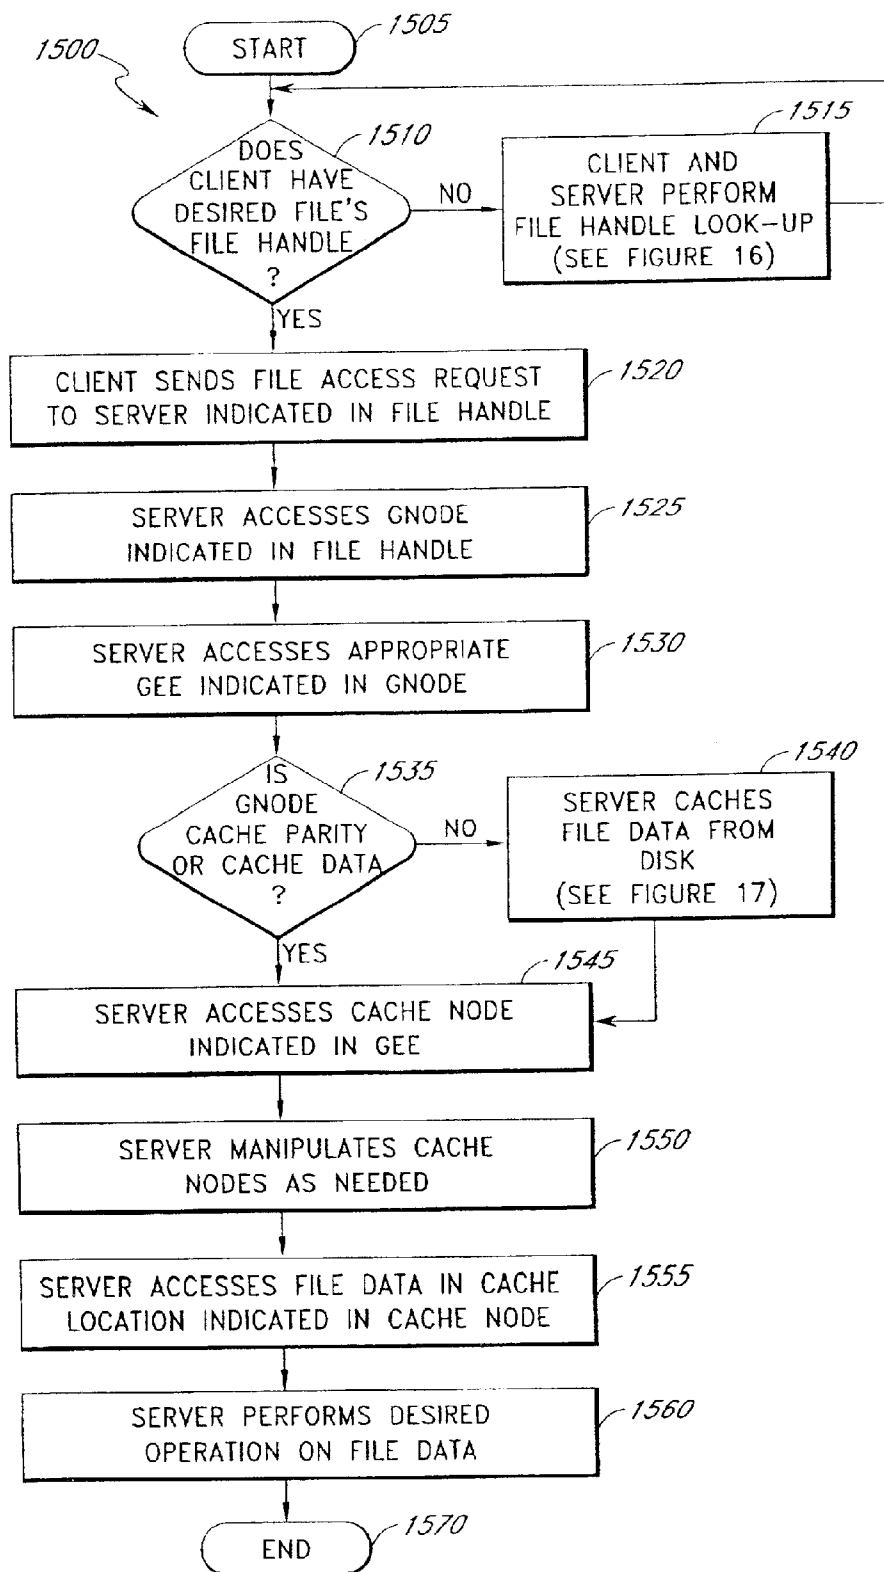 1500
START
1505
DOES
CLIENT HAVE
DESIRED FILE'S
FILE HANDLE
?
1510
NO
CLIENT AND
SERVER PERFORM
FILE HANDLE LOOK-UP
(SEE FIGURE 16)
1515
YES
CLIENT SENDS FILE ACCESS REQUEST
TO SERVER INDICATED IN FILE HANDLE
1520
SERVER ACCESSES GNODE
INDICATED IN FILE HANDLE
1525
SERVER ACCESSES APPROPRIATE
GEE INDICATED IN GNODE
1530
IS
GNODE
CACHE PARITY
OR CACHE DATA
?
1535
NO
SERVER CACHES
FILE DATA FROM
DISK
(SEE FIGURE 17)
1540
YES
SERVER ACCESSES CACHE NODE
INDICATED IN GEE
1545
SERVER MANIPULATES CACHE
NODES AS NEEDED
1550
SERVER ACCESSES FILE DATA IN CACHE
LOCATION INDICATED IN CACHE NODE
1555
SERVER PERFORMS DESIRED
OPERATION ON FILE DATA
1560
END
1570